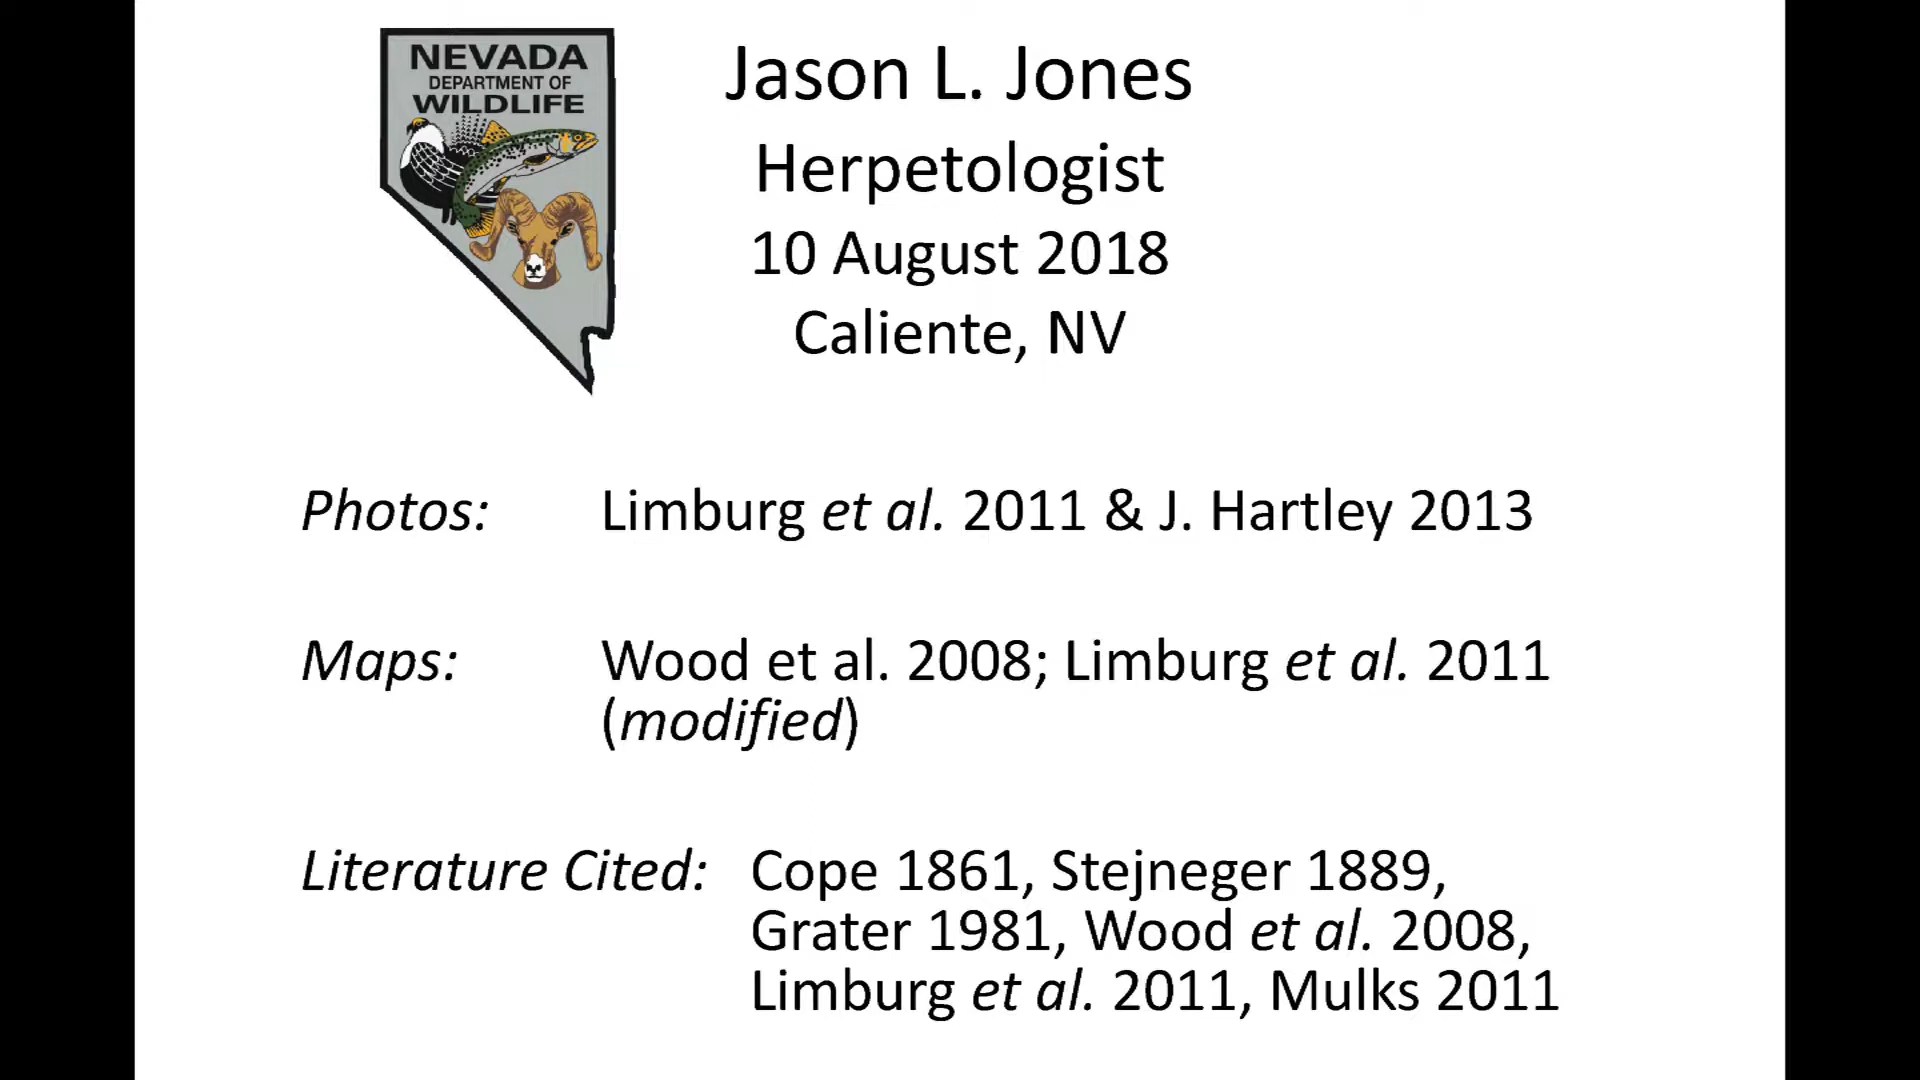 NEVADA
DEPARTMENT OF
WILDLIFE
Jason L. Jones
Herpetologist
10 August 2018
Caliente, NV
Photos: Limburg et al. 2011 & J. Hartley 2013
Maps: Wood et al. 2008; Limburg et al. 2011
(modified)
Literature Cited: Cope 1861, Stejneger 1889,
Grater 1981, Wood et al. 2008,
Limburg et al. 2011, Mulks 2011